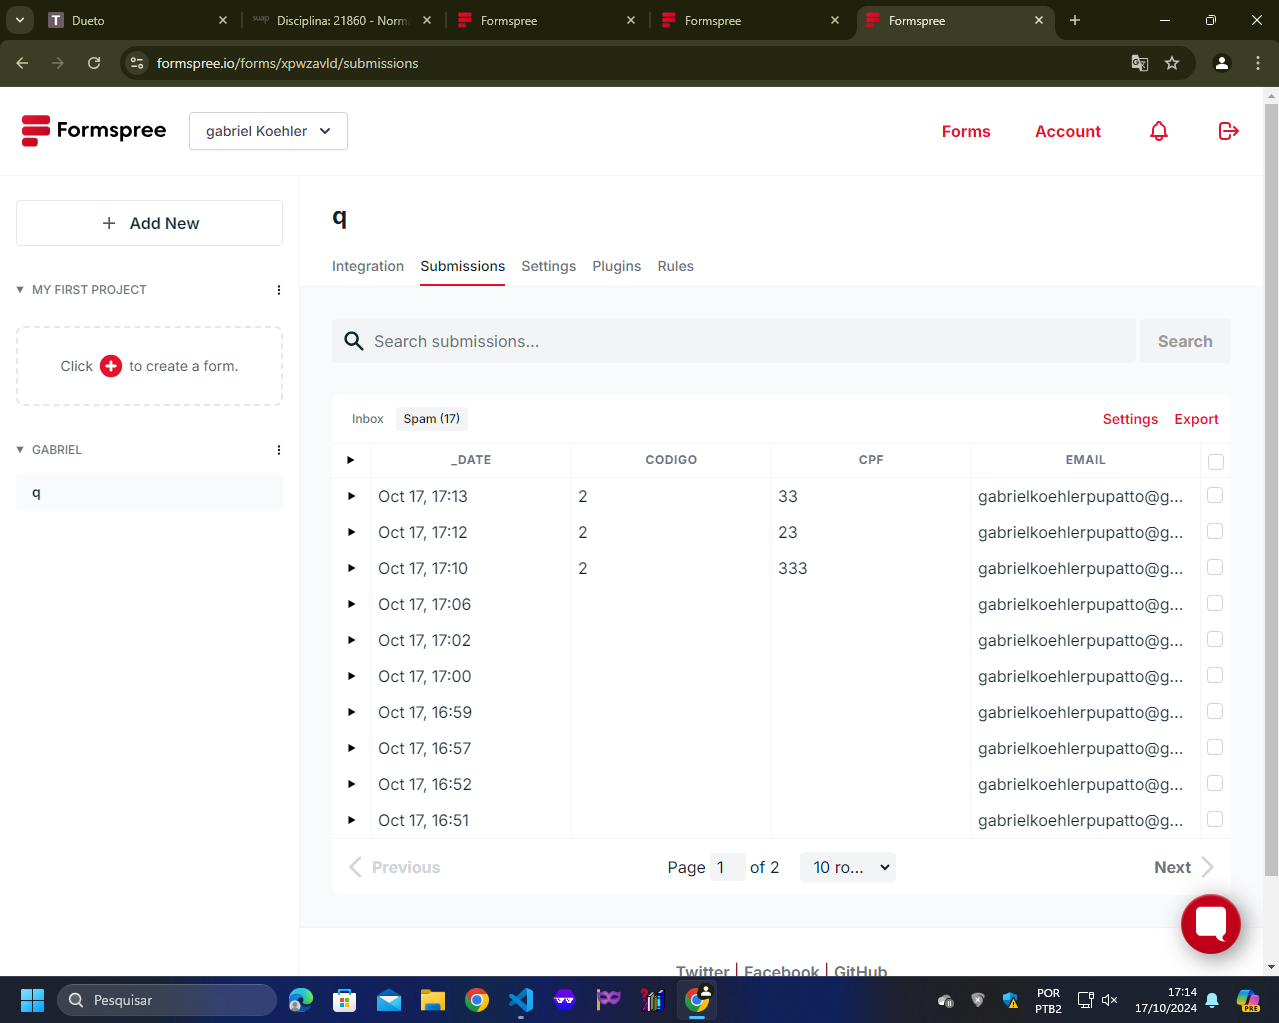 Dueto
suap Disciplina: 21860 - Norma
Formspree
Formspree
Formspree
formspree.io/forms/xpwzavld/submissions
Formspree
gabriel Koehler
Forms
Account
+ Add New
MY FIRST PROJECT
Click + to create a form.
GABRIEL
q
q
Integration Submissions Settings Plugins Rules
Search submissions...
Search
Inbox Spam (17) Settings Export
_DATE CODIGO CPF EMAIL
Oct 17, 17:13 2 33 gabrielkoehlerpupatto@g...
Oct 17, 17:12 2 23 gabrielkoehlerpupatto@g...
Oct 17, 17:10 2 333 gabrielkoehlerpupatto@g...
Oct 17, 17:06 gabrielkoehlerpupatto@g...
Oct 17, 17:02 gabrielkoehlerpupatto@g...
Oct 17, 17:00 gabrielkoehlerpupatto@g...
Oct 17, 16:59 gabrielkoehlerpupatto@g...
Oct 17, 16:57 gabrielkoehlerpupatto@g...
Oct 17, 16:52 gabrielkoehlerpupatto@g...
Oct 17, 16:51 gabrielkoehlerpupatto@g...
Previous Page 1 of 2 10 ro... Next
Twitter | Facebook | GitHub
Pesquisar
POR
PTB2
17:14
17/10/2024
PRE